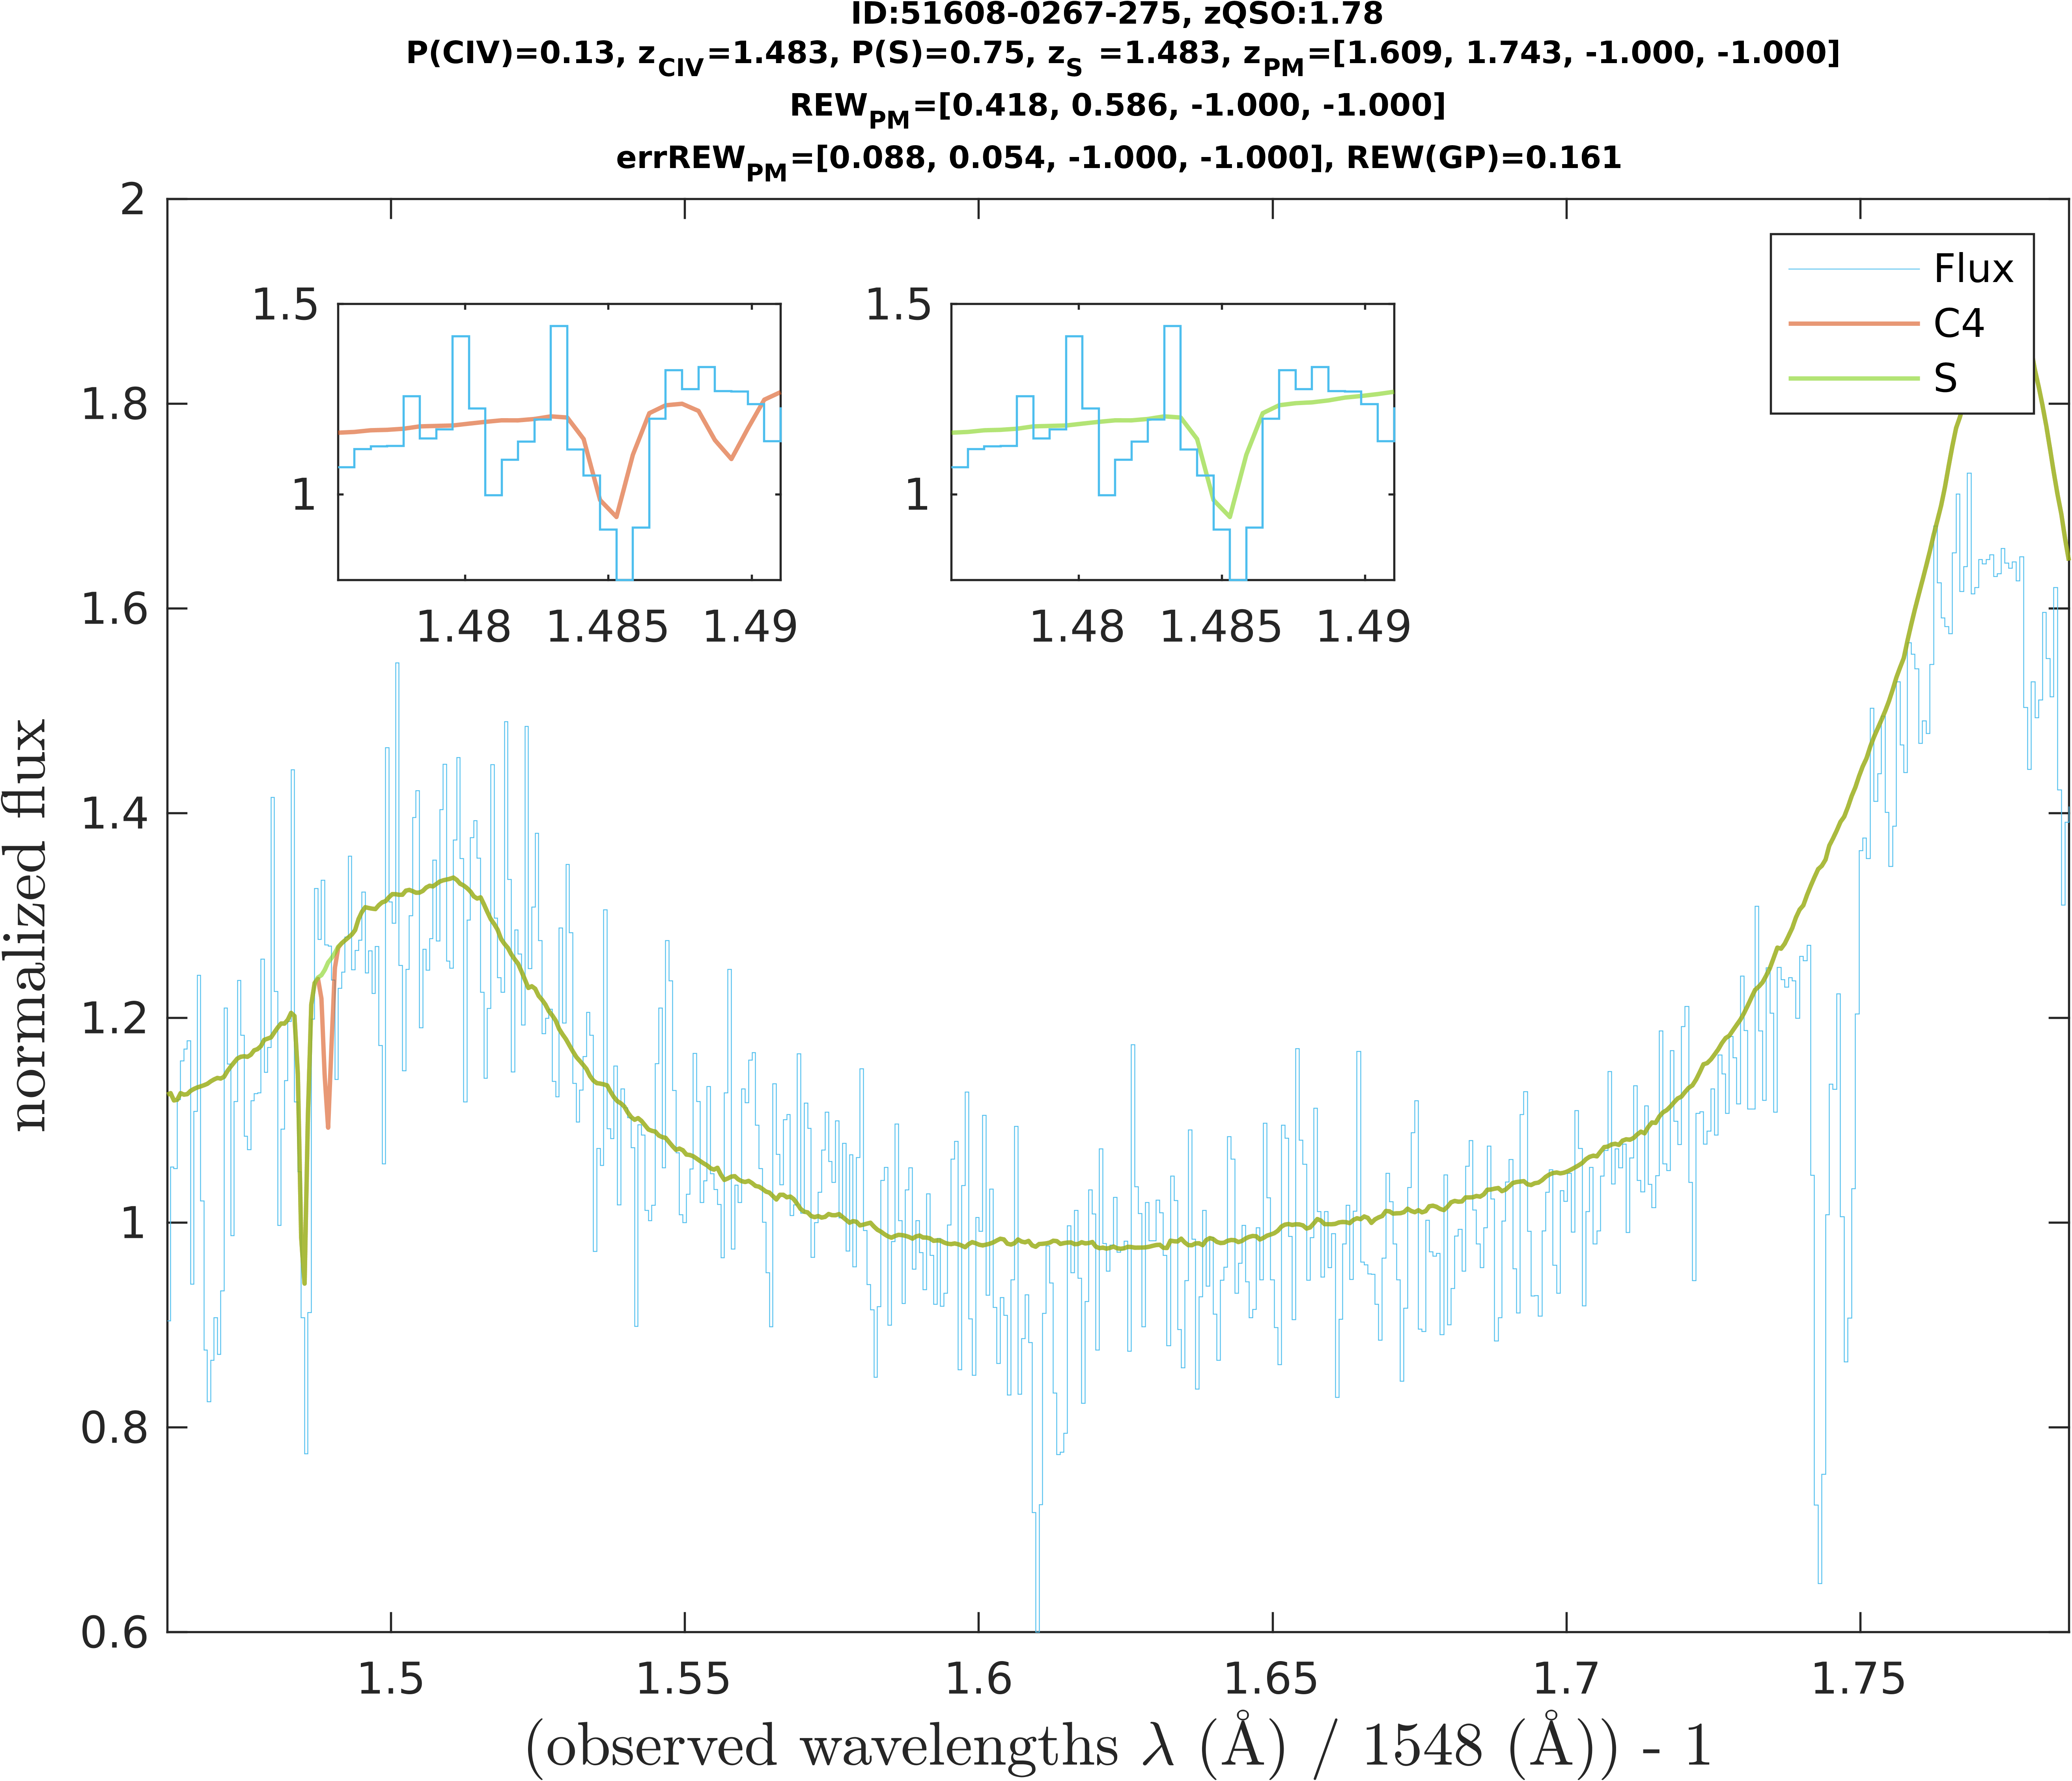 ID:51608-0267-275, zQSO:1.78
P(CIV)=0.13, z_CIV=1.483, P(S)=0.75, z_S =1.483, z_PM=[1.609, 1.743, -1.000, -1.000]
REW_PM=[0.418, 0.586, -1.000, -1.000]
errREW_PM=[0.088, 0.054, -1.000, -1.000], REW(GP)=0.161
2
1.8
1.6
1.4
1.2
1
0.8
0.6
normalized flux
1.5
1
1.48 1.485 1.49
1.5
1
1.48 1.485 1.49
Flux
C4
S
1.5 1.55 1.6 1.65 1.7 1.75
(observed wavelengths λ (Å) / 1548 (Å)) - 1